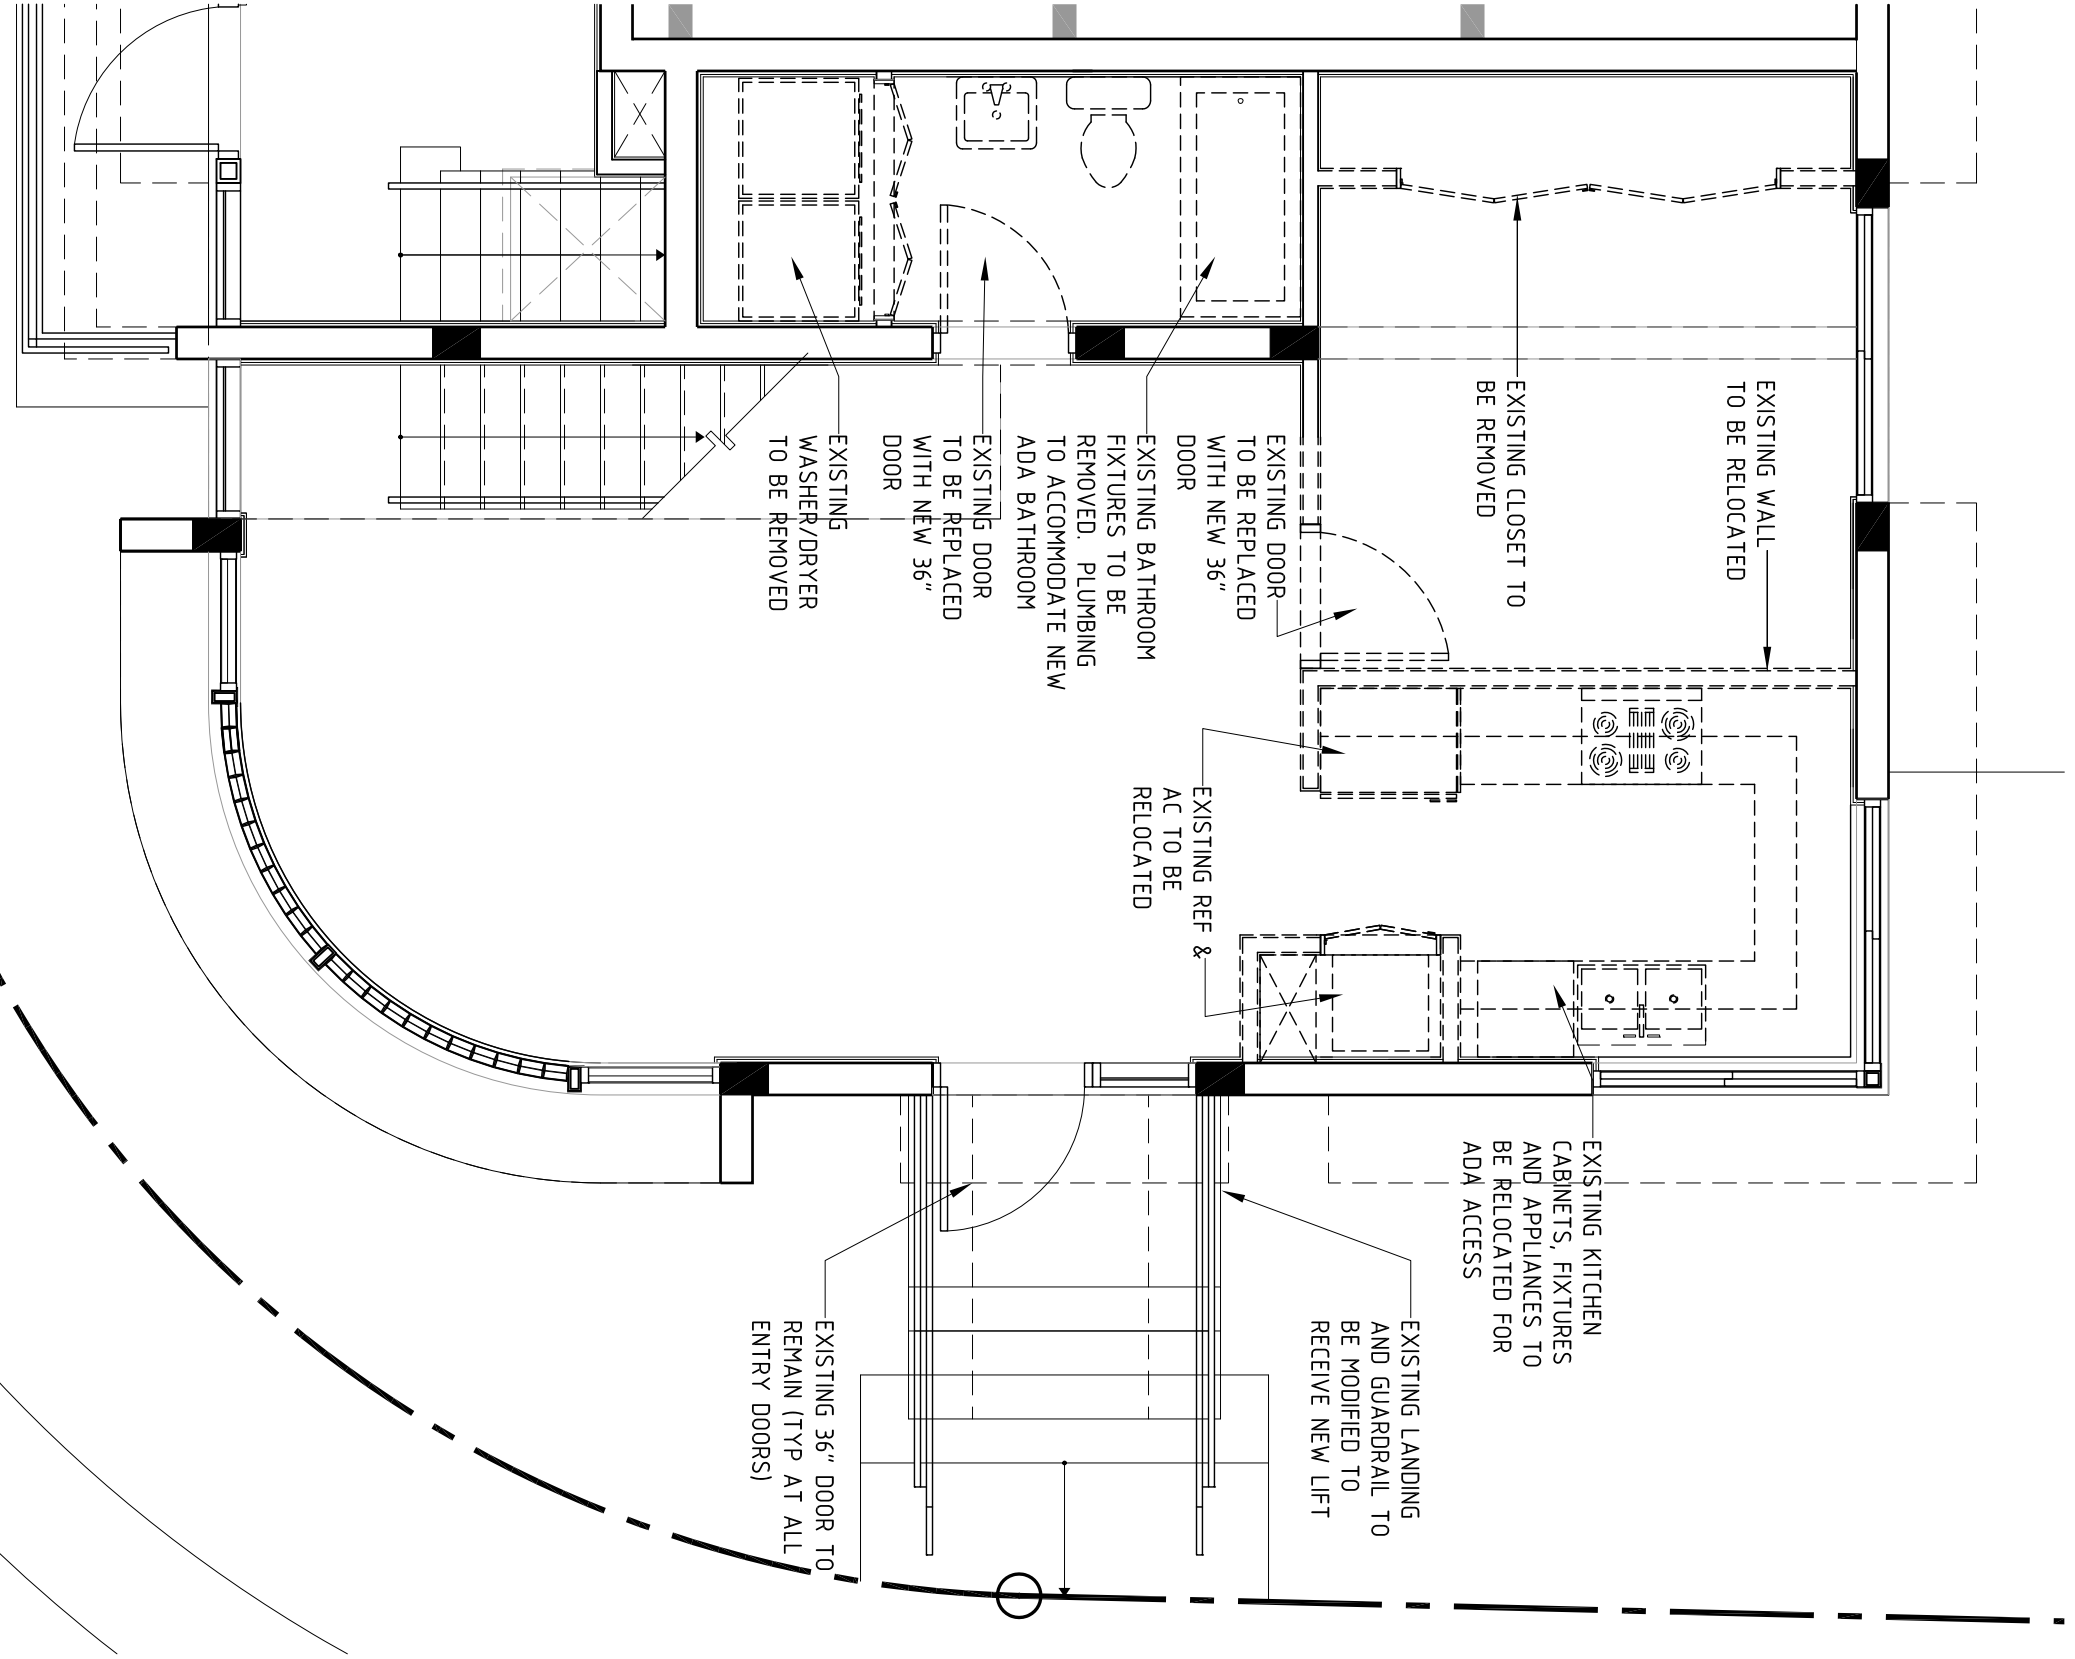 EXISTING WALL
TO BE RELOCATED
EXISTING CLOSET TO
BE REMOVED
EXISTING DOOR
TO BE REPLACED
WITH NEW 36"
DOOR
EXISTING BATHROOM
FIXTURES TO BE
REMOVED. PLUMBING
TO ACCOMMODATE NEW
ADA BATHROOM
EXISTING DOOR
TO BE REPLACED
WITH NEW 36"
DOOR
EXISTING
WASHER/DRYER
TO BE REMOVED
EXISTING REF &
AC TO BE
RELOCATED
EXISTING KITCHEN
CABINETS, FIXTURES
AND APPLIANCES TO
BE RELOCATED FOR
ADA ACCESS
EXISTING LANDING
AND GUARDRAIL TO
BE MODIFIED TO
RECEIVE NEW LIFT
EXISTING 36" DOOR TO
REMAIN (TYP AT ALL
ENTRY DOORS)